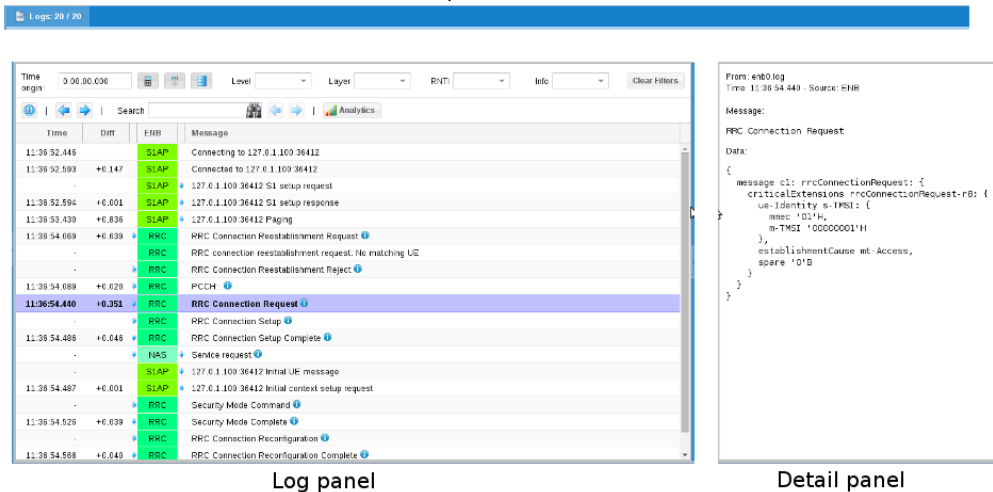 Logs: 20 / 20
Time origin: 0:00:00.000 Level Layer RNTI: Info Clear Filters
Search Analytics
Time Diff ENB Message
11:36:52.446 S1AP Connecting to 127.0.1.100:36412
11:36:52.593 +0.147 S1AP Connected to 127.0.1.100:36412
- S1AP 127.0.1.100:36412 S1 setup request
11:36:52.594 +0.001 S1AP 127.0.1.100:36412 S1 setup response
11:36:53.430 +0.836 S1AP 127.0.1.100:36412 Paging
11:36:54.069 +0.639 RRC RRC Connection Reestablishment Request
- RRC RRC connection reestablishment request: No matching UE
- RRC RRC Connection Reestablishment Reject
11:36:54.089 +0.020 RRC PCCH:
11:36:54.440 +0.351 RRC RRC Connection Request
- RRC RRC Connection Setup
11:36:54.486 +0.046 RRC RRC Connection Setup Complete
- NAS Service request
- S1AP 127.0.1.100:36412 Initial UE message
11:36:54.487 +0.001 S1AP 127.0.1.100:36412 Initial context setup request
- RRC Security Mode Command
11:36:54.526 +0.039 RRC Security Mode Complete
- RRC RRC Connection Reconfiguration
11:36:54.566 +0.040 RRC RRC Connection Reconfiguration Complete
Log panel
From: enb0.log
Time: 11:36:54.440 - Source: ENB
Message:
RRC Connection Request
Data:
{
message c1: rrcConnectionRequest: {
criticalExtensions rrcConnectionRequest-r8: {
ue-Identity s-TMSI: {
mmec '01'H,
m-TMSI '00000001'H
},
establishmentCause mt-Access,
spare '0'B
}
}
}
Detail panel